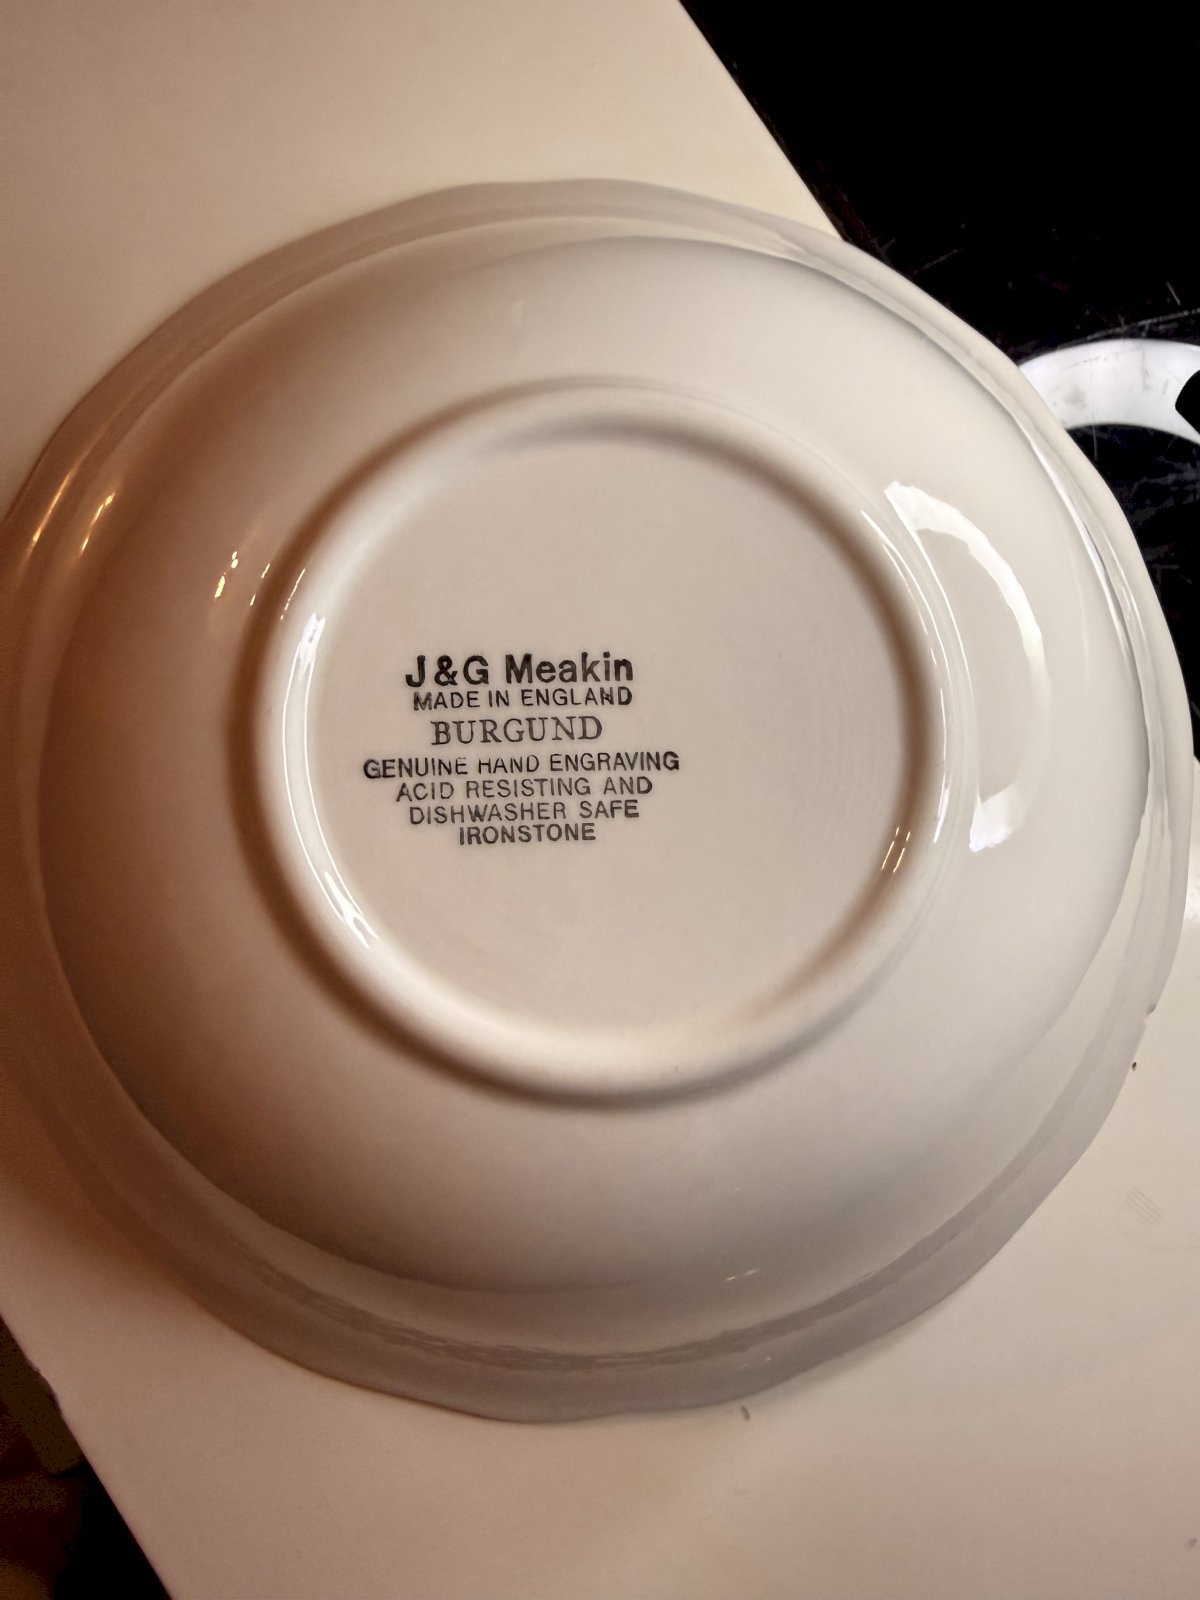 J&G Meakin
MADE IN ENGLAND
BURGUND
GENUINE HAND ENGRAVING
ACID RESISTING AND
DISHWASHER SAFE
IRONSTONE